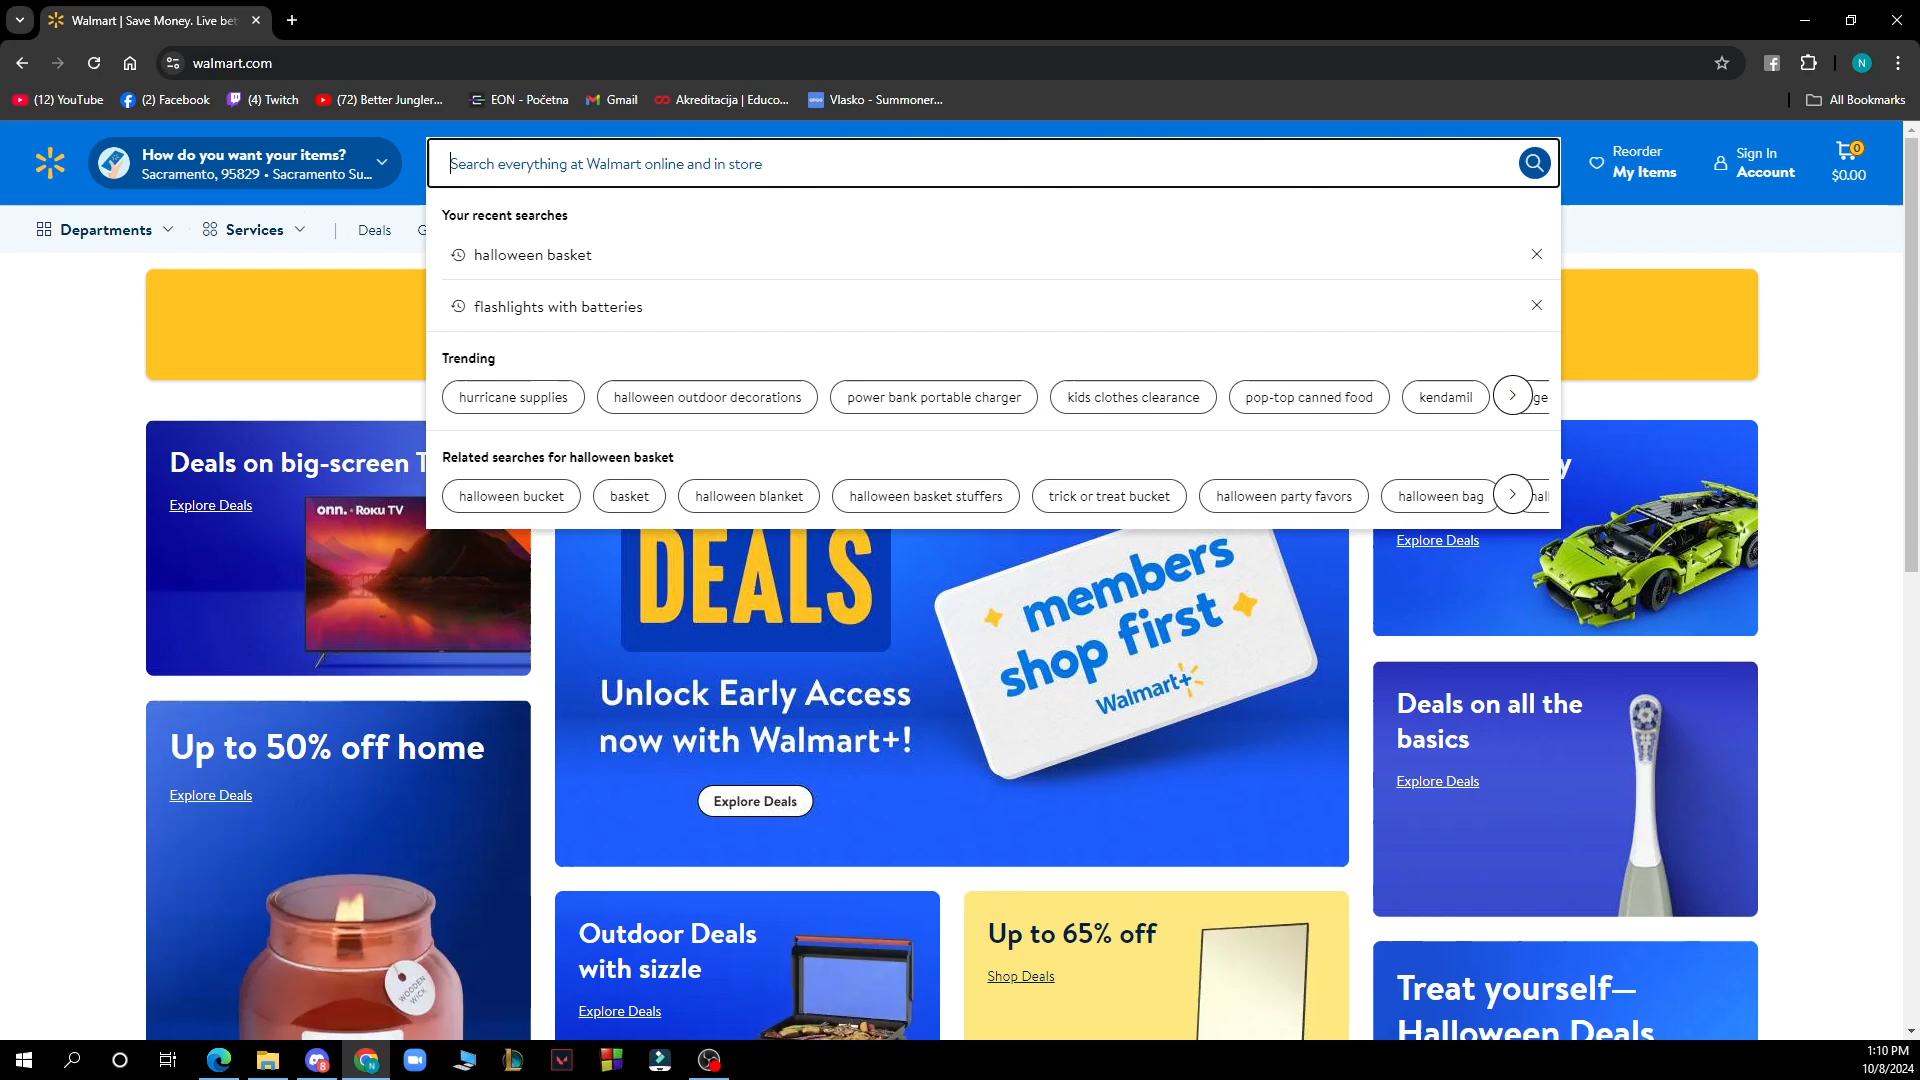 Walmart | Save Money. Live bet
walmart.com
(12) YouTube
(2) Facebook
(4) Twitch
(72) Better Jungler...
EON - Početna
Gmail
Akreditacija | Educo...
Vlasko - Summoner...
All Bookmarks
N
How do you want your items?
Sacramento, 95829 • Sacramento Su...
Search everything at Walmart online and in store
Reorder
My Items
Sign In
Account
0
$0.00
Departments
Services
Deals
G
Your recent searches
halloween basket
flashlights with batteries
Trending
hurricane supplies
halloween outdoor decorations
power bank portable charger
kids clothes clearance
pop-top canned food
kendamil
ge
Related searches for halloween basket
halloween bucket
basket
halloween blanket
halloween basket stuffers
trick or treat bucket
halloween party favors
halloween bag
hall
Deals on big-screen T
Explore Deals
onn. • Roku TV
Up to 50% off home
Explore Deals
WOODEN
WICK
DEALS
Unlock Early Access
now with Walmart+!
Explore Deals
members
shop first
Walmart+
y
Explore Deals
Deals on all the
basics
Explore Deals
Outdoor Deals
with sizzle
Explore Deals
Up to 65% off
Shop Deals
Treat yourself—
Halloween Deals
8
N
1:10 PM
10/8/2024